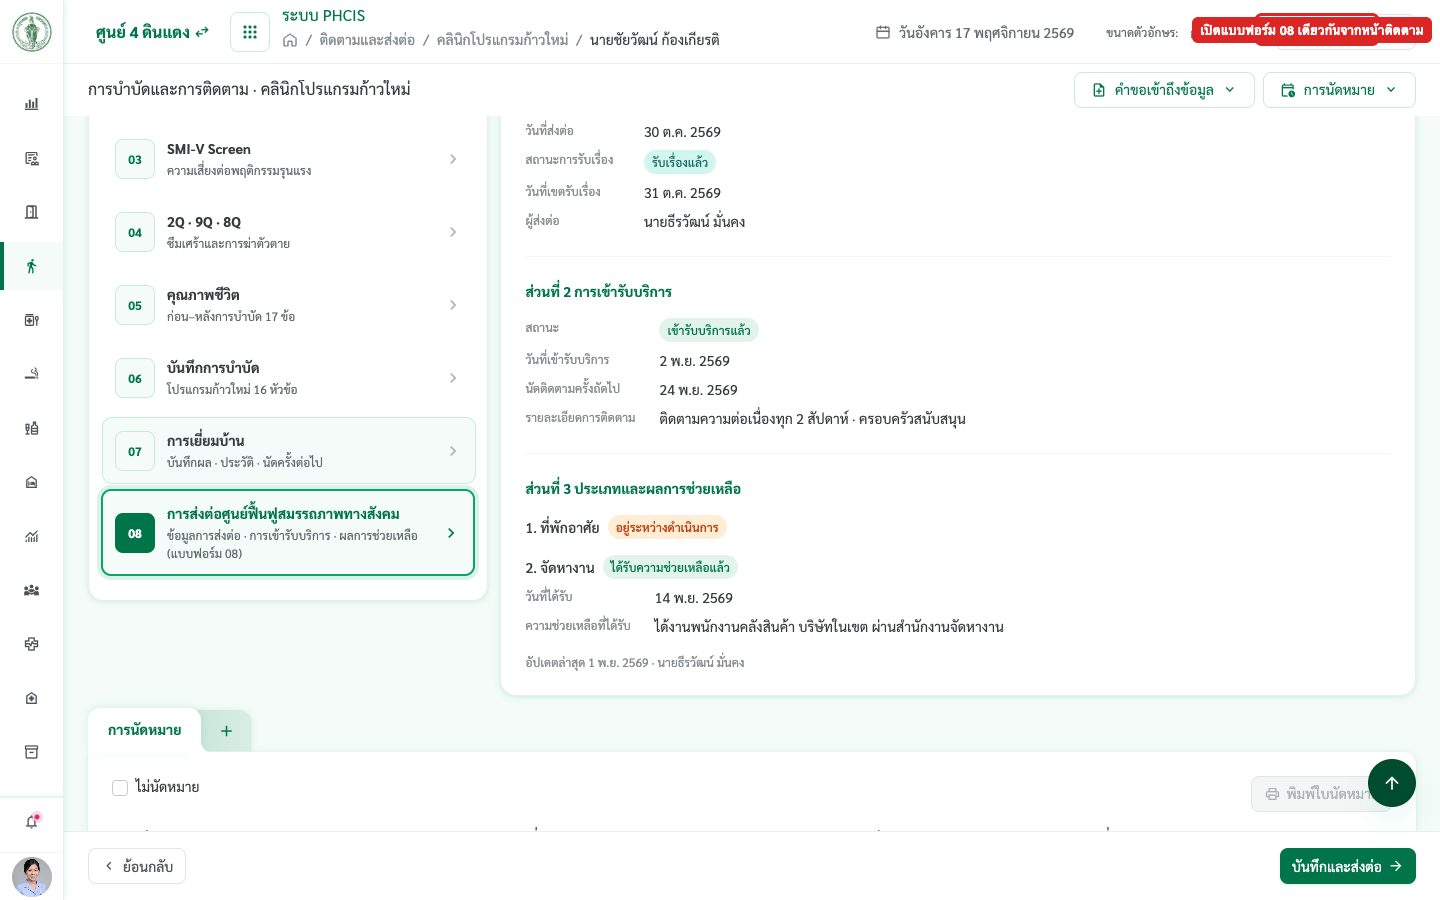 ศูนย์ 4 ดินแดง
ระบบ PHCIS
ติดตามและส่งต่อ / คลินิกโปรแกรมก้าวใหม่ / นายชัยวัฒน์ ก้องเกียรติ
วันอังคาร 17 พฤศจิกายน 2569
ขนาดตัวอักษร:
เปิดแบบฟอร์ม 08 เดียวกันจากหน้าติดตาม
การบำบัดและการติดตาม · คลินิกโปรแกรมก้าวใหม่
คำขอเข้าถึงข้อมูล
การนัดหมาย
03
SMI-V Screen
ความเสี่ยงต่อพฤติกรรมรุนแรง
04
2Q · 9Q · 8Q
ซึมเศร้าและการฆ่าตัวตาย
05
คุณภาพชีวิต
ก่อน–หลังการบำบัด 17 ข้อ
06
บันทึกการบำบัด
โปรแกรมก้าวใหม่ 16 หัวข้อ
07
การเยี่ยมบ้าน
บันทึกผล · ประวัติ · นัดครั้งต่อไป
08
การส่งต่อศูนย์ฟื้นฟูสมรรถภาพทางสังคม
ข้อมูลการส่งต่อ · การเข้ารับบริการ · ผลการช่วยเหลือ
(แบบฟอร์ม 08)
วันที่ส่งต่อ 30 ต.ค. 2569
สถานะการรับเรื่อง รับเรื่องแล้ว
วันที่เขตรับเรื่อง 31 ต.ค. 2569
ผู้ส่งต่อ นายธีรวัฒน์ มั่นคง
ส่วนที่ 2 การเข้ารับบริการ
สถานะ เข้ารับบริการแล้ว
วันที่เข้ารับบริการ 2 พ.ย. 2569
นัดติดตามครั้งถัดไป 24 พ.ย. 2569
รายละเอียดการติดตาม ติดตามความต่อเนื่องทุก 2 สัปดาห์ · ครอบครัวสนับสนุน
ส่วนที่ 3 ประเภทและผลการช่วยเหลือ
1. ที่พักอาศัย อยู่ระหว่างดำเนินการ
2. จัดหางาน ได้รับความช่วยเหลือแล้ว
วันที่ได้รับ 14 พ.ย. 2569
ความช่วยเหลือที่ได้รับ ได้งานพนักงานคลังสินค้า บริษัทในเขต ผ่านสำนักงานจัดหางาน
อัปเดตล่าสุด 1 พ.ย. 2569 · นายธีรวัฒน์ มั่นคง
การนัดหมาย +
ไม่นัดหมาย
พิมพ์ใบนัดหมา
ย้อนกลับ
บันทึกและส่งต่อ